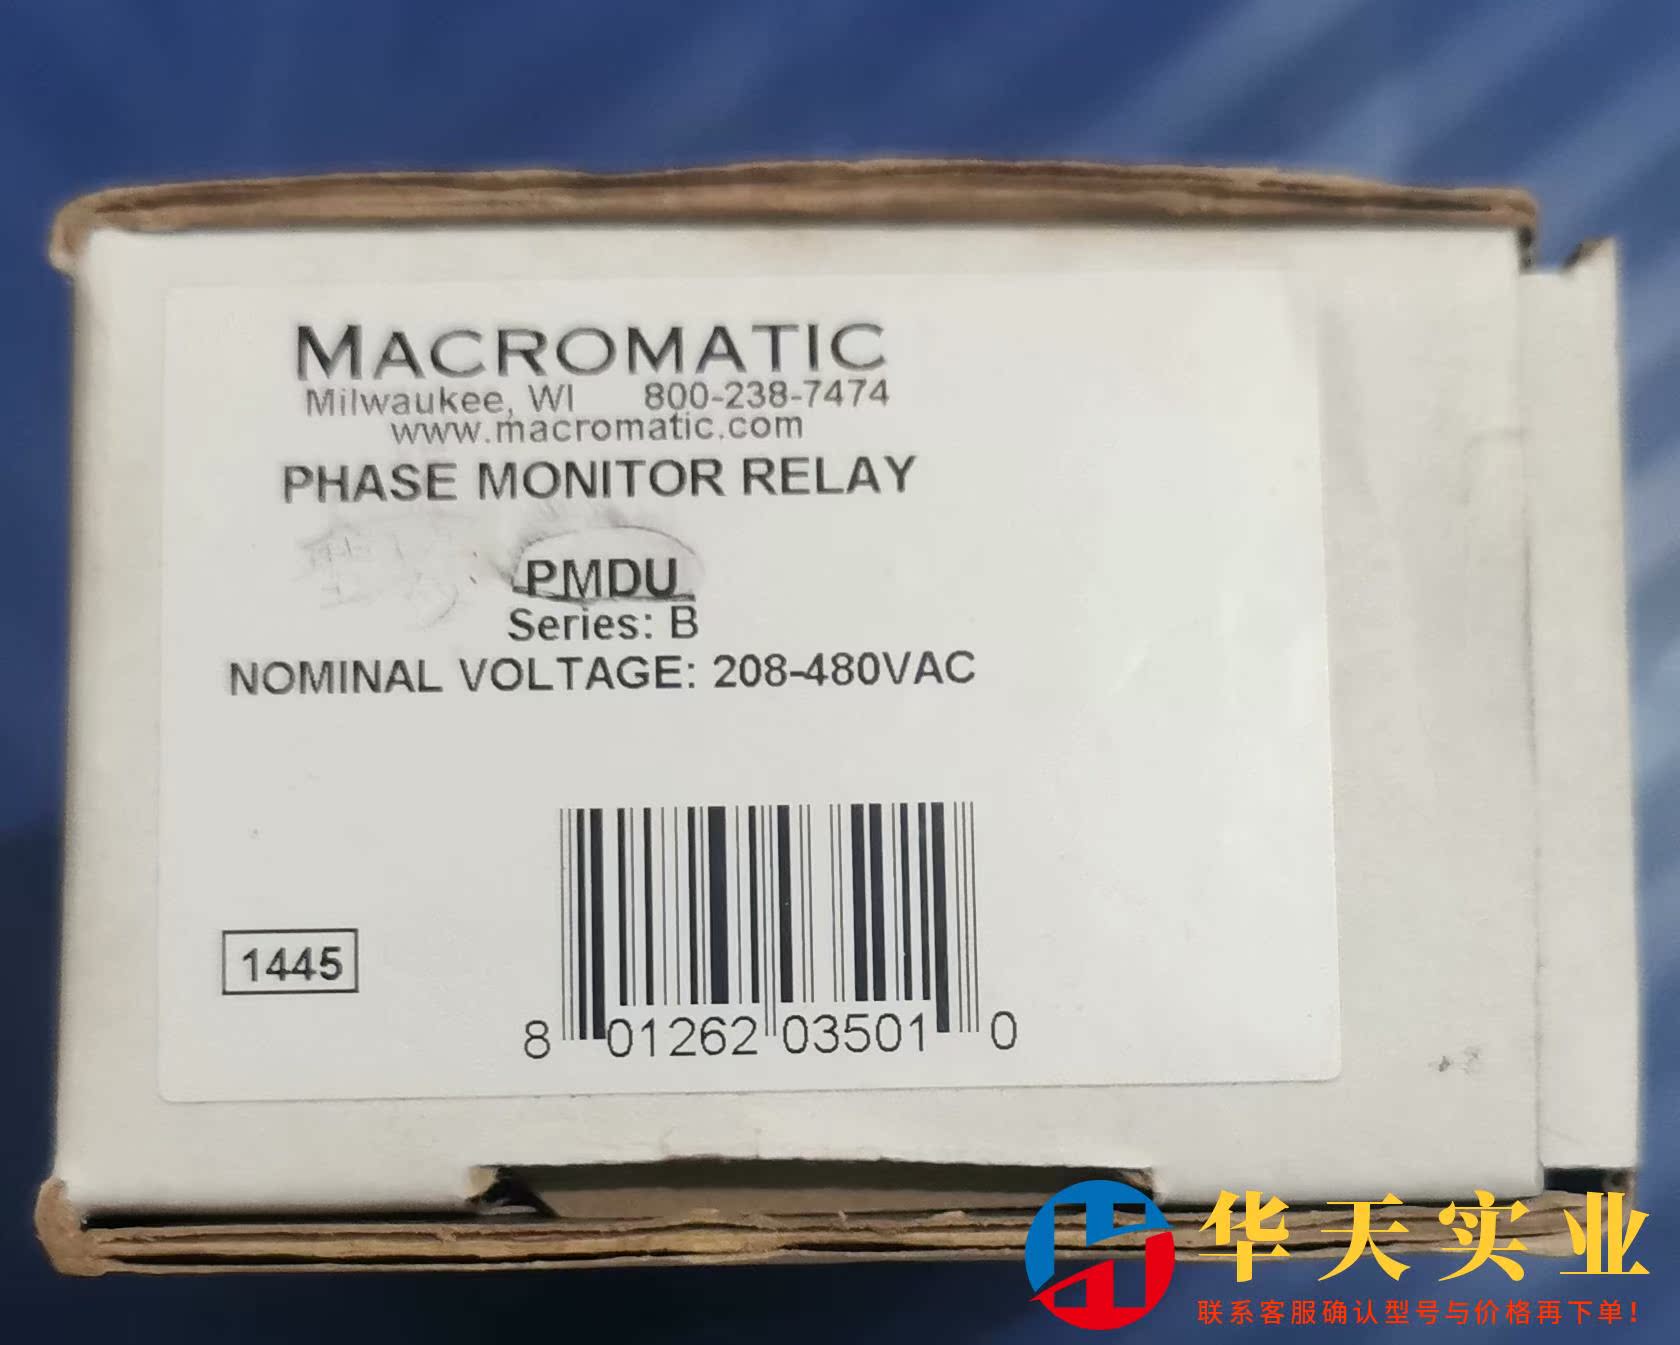 MACROMATIC
Milwaukee, WI 800-238-7474
www.macromatic.com
PHASE MONITOR RELAY
PMDU
Series: B
NOMINAL VOLTAGE: 208-480VAC
1445
8 01262 03501 0
华天实业
联系客服确认型号与价格再下单！